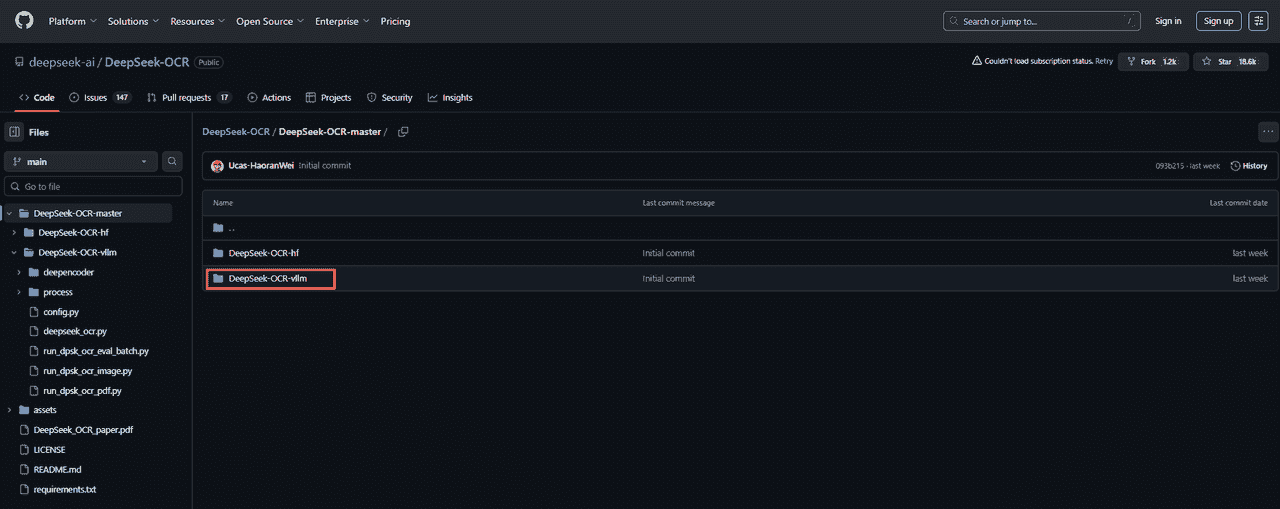 Platform Solutions Resources Open Source Enterprise Pricing Search or jump to... / Sign in Sign up
deepseek-ai / DeepSeek-OCR Public Couldn't load subscription status. Retry Fork 1.2k Star 18.6k
Code Issues 147 Pull requests 17 Actions Projects Security Insights
Files
main
Go to file
DeepSeek-OCR-master
DeepSeek-OCR-hf
DeepSeek-OCR-vllm
deepencoder
process
config.py
deepseek_ocr.py
run_dpsk_ocr_eval_batch.py
run_dpsk_ocr_image.py
run_dpsk_ocr_pdf.py
assets
DeepSeek_OCR_paper.pdf
LICENSE
README.md
requirements.txt
DeepSeek-OCR / DeepSeek-OCR-master /
Ucas-HaoranWei Initial commit 093b215 · last week History
Name Last commit message Last commit date
..
DeepSeek-OCR-hf Initial commit last week
DeepSeek-OCR-vllm Initial commit last week